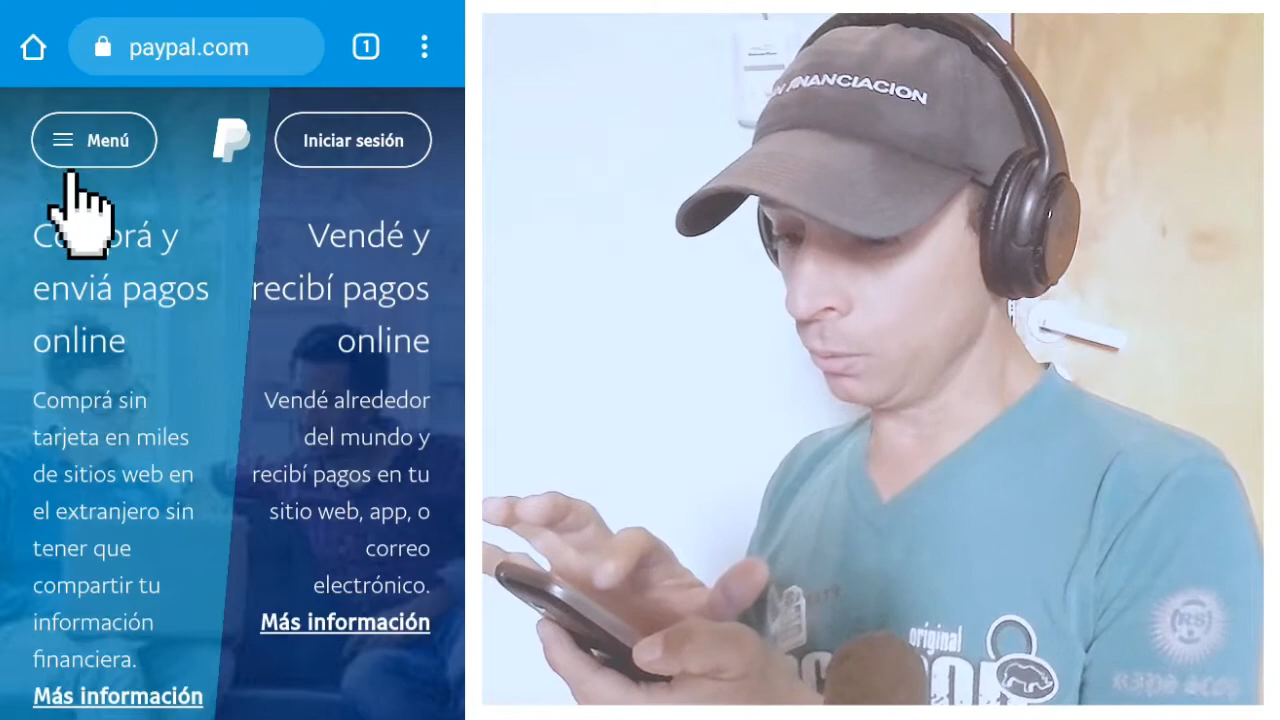 paypal.com
1
Menú
Iniciar sesión
Comprá y
enviá pagos
online
Comprá sin
tarjeta en miles
de sitios web en
el extranjero sin
tener que
compartir tu
información
financiera.
Más información
Vendé y
recibí pagos
online
Vendé alrededor
del mundo y
recibí pagos en tu
sitio web, app, o
correo
electrónico.
Más información
FINANCIACION
original
RS